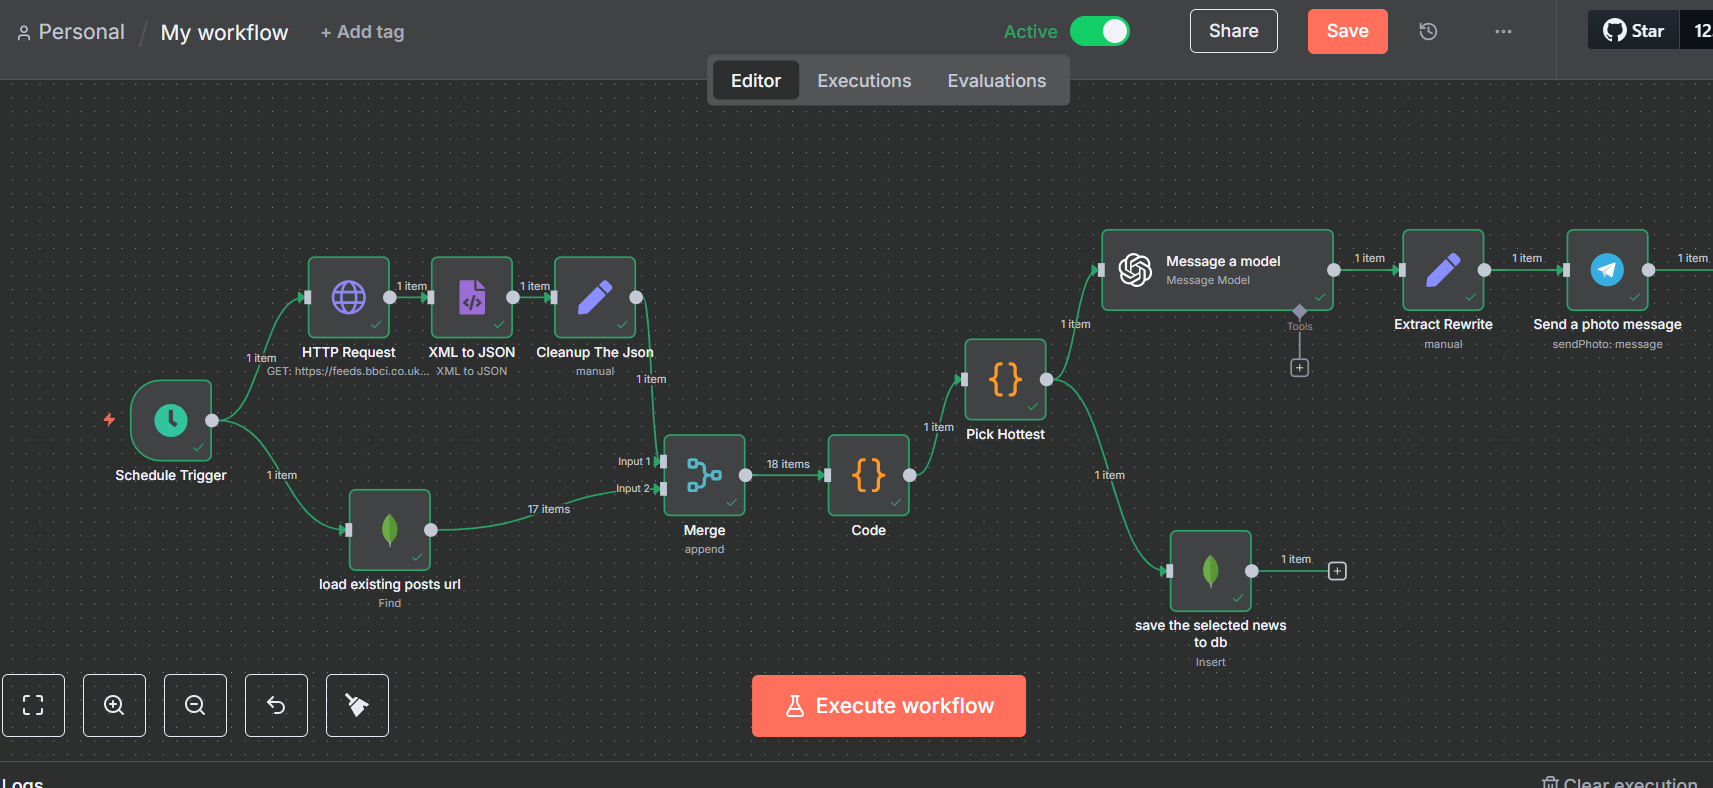 Personal / My workflow + Add tag
Active
Share
Save
Star
12
Editor Executions Evaluations
Message a model
Message Model
Tools
1 item
Extract Rewrite
manual
1 item
Send a photo message
sendPhoto: message
1 item
HTTP Request
GET: https://feeds.bbci.co.uk...
1 item
XML to JSON
XML to JSON
1 item
Cleanup The Json
manual
1 item
1 item
1 item
Schedule Trigger
1 item
load existing posts url
Find
17 items
Input 1
Input 2
Merge
append
18 items
Code
1 item
Pick Hottest
1 item
1 item
save the selected news
to db
Insert
1 item
Execute workflow
Logs
Clear execution